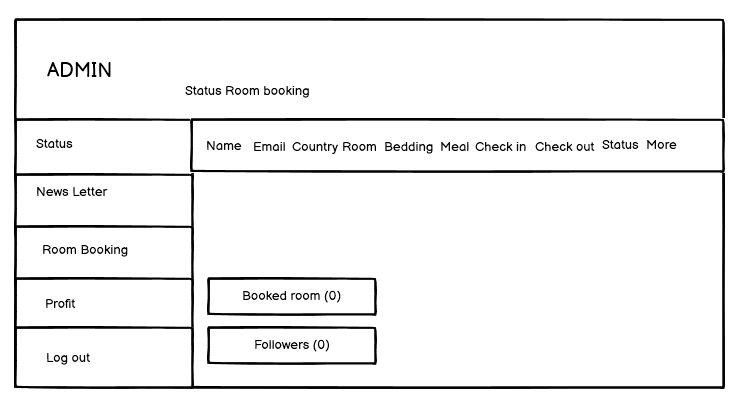 ADMIN
Status Room booking
Status
Name Email Country Room Bedding Meal Check in Check out Status More
News Letter
Room Booking
Profit
Booked room (0)
Followers (0)
Log out